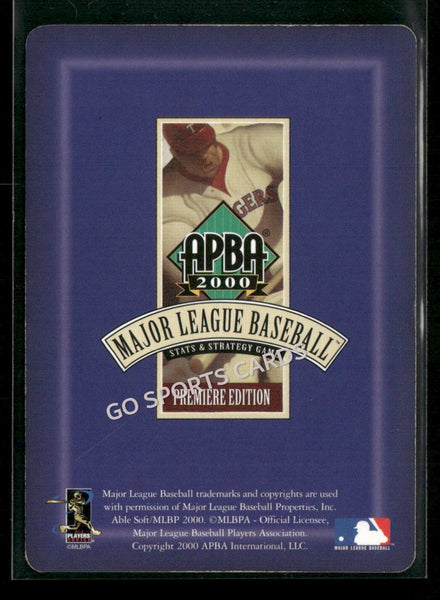 T
GERS
APBA®
2000
MAJOR LEAGUE BASEBALL™
STATS & STRATEGY GAME
GO SPORTS CARDS
PREMIERE EDITION
Major League Baseball trademarks and copyrights are used
with permission of Major League Baseball Properties, Inc.
Able Soft/MLBP 2000. ©MLBPA - Official Licensee,
Major League Baseball Players Association.
Copyright 2000 APBA International, LLC.
PLAYERS
©MLBPA
MAJOR LEAGUE BASEBALL